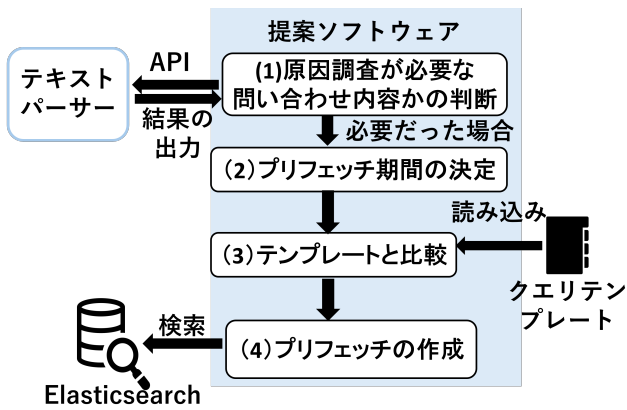 提案ソフトウェア
テキスト
パーサー
API
結果の
出力
(1)原因調査が必要な
問い合わせ内容かの判断
必要だった場合
(2)プリフェッチ期間の決定
読み込み
(3)テンプレートと比較
クエリテン
プレート
検索
(4)プリフェッチの作成
Elasticsearch